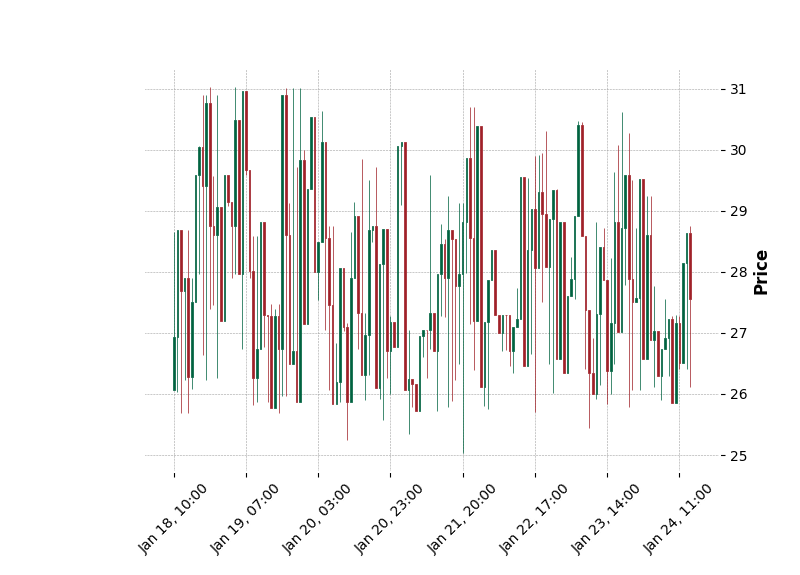 31
30
29
28
27
26
25
Price
Jan 18, 10:00
Jan 19, 07:00
Jan 20, 03:00
Jan 20, 23:00
Jan 21, 20:00
Jan 22, 17:00
Jan 23, 14:00
Jan 24, 11:00